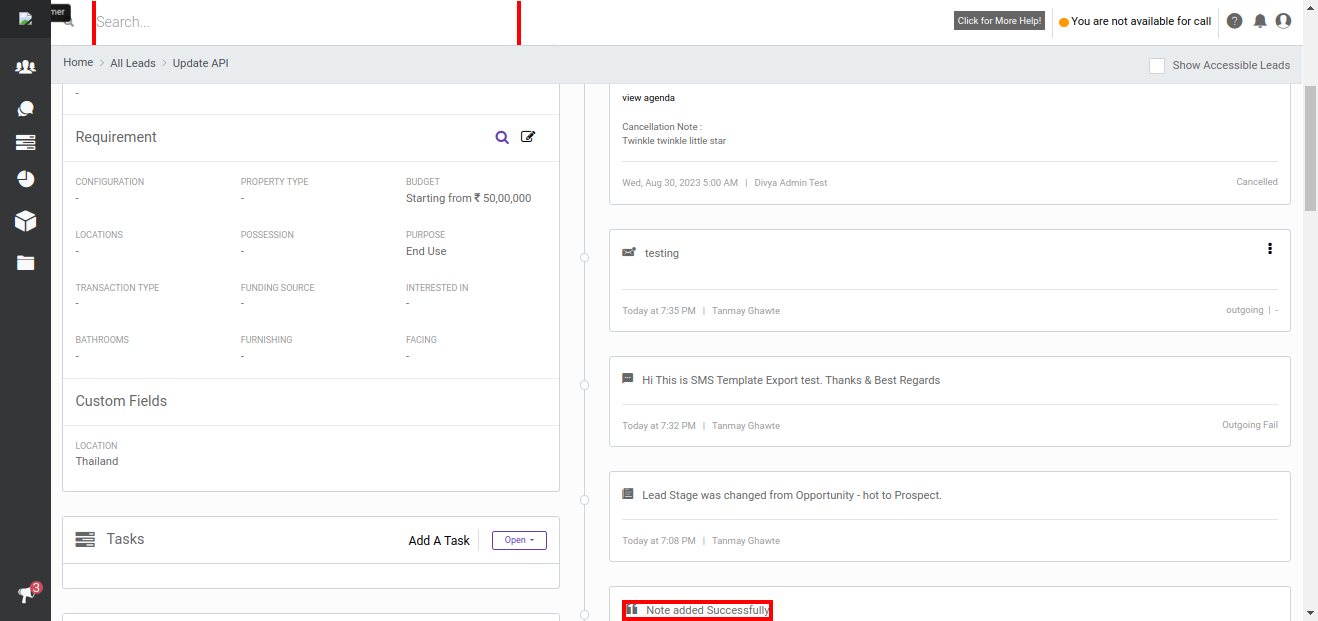 mer
Search...
Click for More Help!
You are not available for call
?
Home > All Leads > Update API
Show Accessible Leads
-
Requirement
CONFIGURATION PROPERTY TYPE BUDGET
- - Starting from ₹ 50,00,000
LOCATIONS POSSESSION PURPOSE
- - End Use
TRANSACTION TYPE FUNDING SOURCE INTERESTED IN
- - -
BATHROOMS FURNISHING FACING
- - -
Custom Fields
LOCATION
Thailand
Tasks Add A Task Open
3
view agenda
Cancellation Note :
Twinkle twinkle little star
Wed, Aug 30, 2023 5:00 AM | Divya Admin Test Cancelled
testing
Today at 7:35 PM | Tanmay Ghawte outgoing | -
Hi This is SMS Template Export test. Thanks & Best Regards
Today at 7:32 PM | Tanmay Ghawte Outgoing Fail
Lead Stage was changed from Opportunity - hot to Prospect.
Today at 7:08 PM | Tanmay Ghawte
Note added Successfully